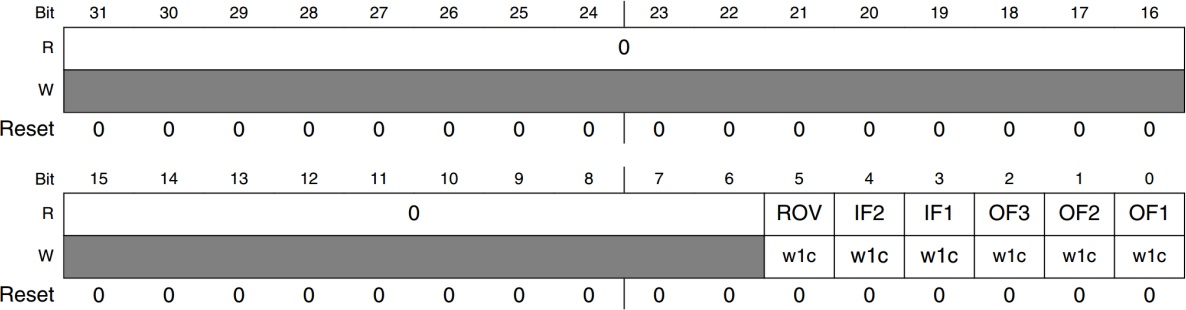 Bit 31 30 29 28 27 26 25 24 23 22 21 20 19 18 17 16
R 0
W
Reset 0 0 0 0 0 0 0 0 0 0 0 0 0 0 0 0
Bit 15 14 13 12 11 10 9 8 7 6 5 4 3 2 1 0
R 0 ROV IF2 IF1 OF3 OF2 OF1
W w1c w1c w1c w1c w1c w1c
Reset 0 0 0 0 0 0 0 0 0 0 0 0 0 0 0 0